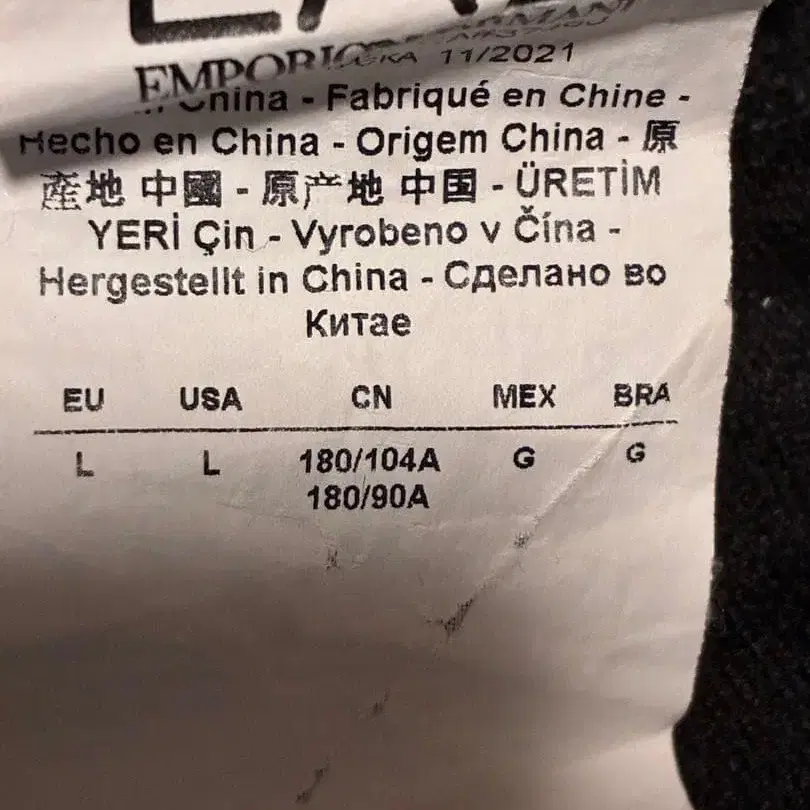 EMPORIO
11/2021
China - Fabriqué en Chine -
Hecho en China - Origem China - 原
產地 中國 - 原产地 中国 - ÜRETİM
YERİ Çin - Vyrobeno v Čína -
Hergestellt in China - Сделано во
Китае
EU USA CN MEX BRA
L L 180/104A G G
180/90A